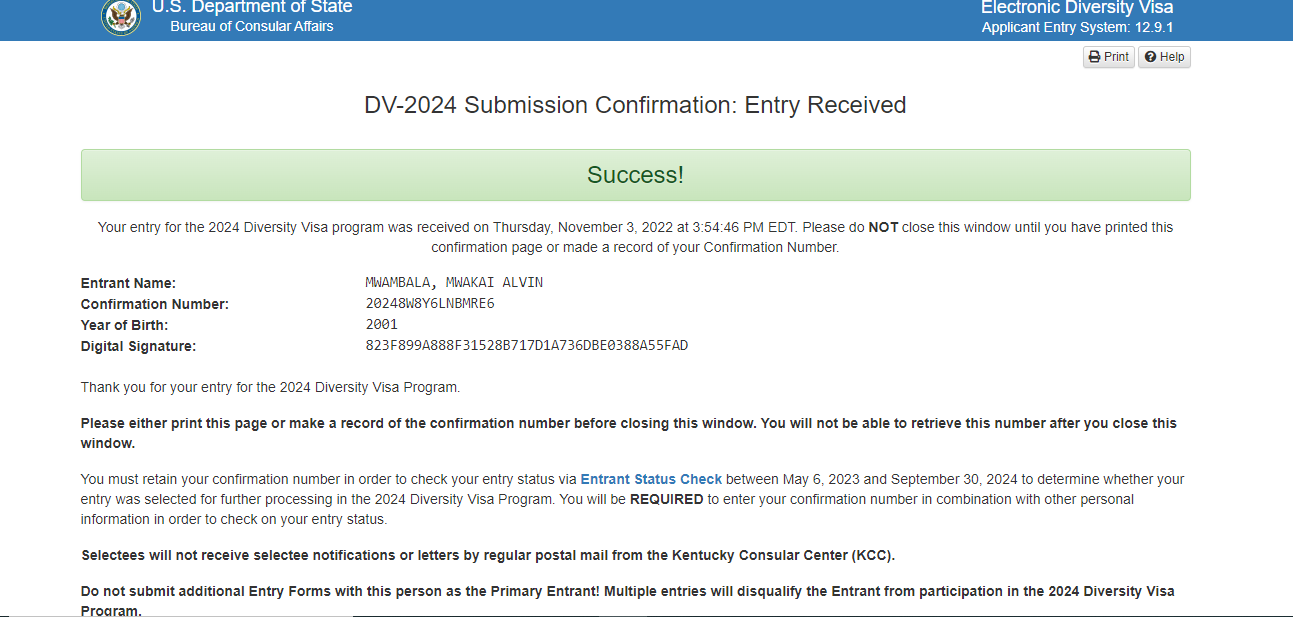 U.S. Department of State
Bureau of Consular Affairs
Electronic Diversity Visa
Applicant Entry System: 12.9.1
Print
Help
DV-2024 Submission Confirmation: Entry Received
Success!
Your entry for the 2024 Diversity Visa program was received on Thursday, November 3, 2022 at 3:54:46 PM EDT. Please do NOT close this window until you have printed this
confirmation page or made a record of your Confirmation Number.
Entrant Name: MWAMBALA, MWAKAI ALVIN
Confirmation Number: 20248W8Y6LNBMRE6
Year of Birth: 2001
Digital Signature: 823F899A888F31528B717D1A736DBE0388A55FAD
Thank you for your entry for the 2024 Diversity Visa Program.
Please either print this page or make a record of the confirmation number before closing this window. You will not be able to retrieve this number after you close this
window.
You must retain your confirmation number in order to check your entry status via Entrant Status Check between May 6, 2023 and September 30, 2024 to determine whether your
entry was selected for further processing in the 2024 Diversity Visa Program. You will be REQUIRED to enter your confirmation number in combination with other personal
information in order to check on your entry status.
Selectees will not receive selectee notifications or letters by regular postal mail from the Kentucky Consular Center (KCC).
Do not submit additional Entry Forms with this person as the Primary Entrant! Multiple entries will disqualify the Entrant from participation in the 2024 Diversity Visa
Program.